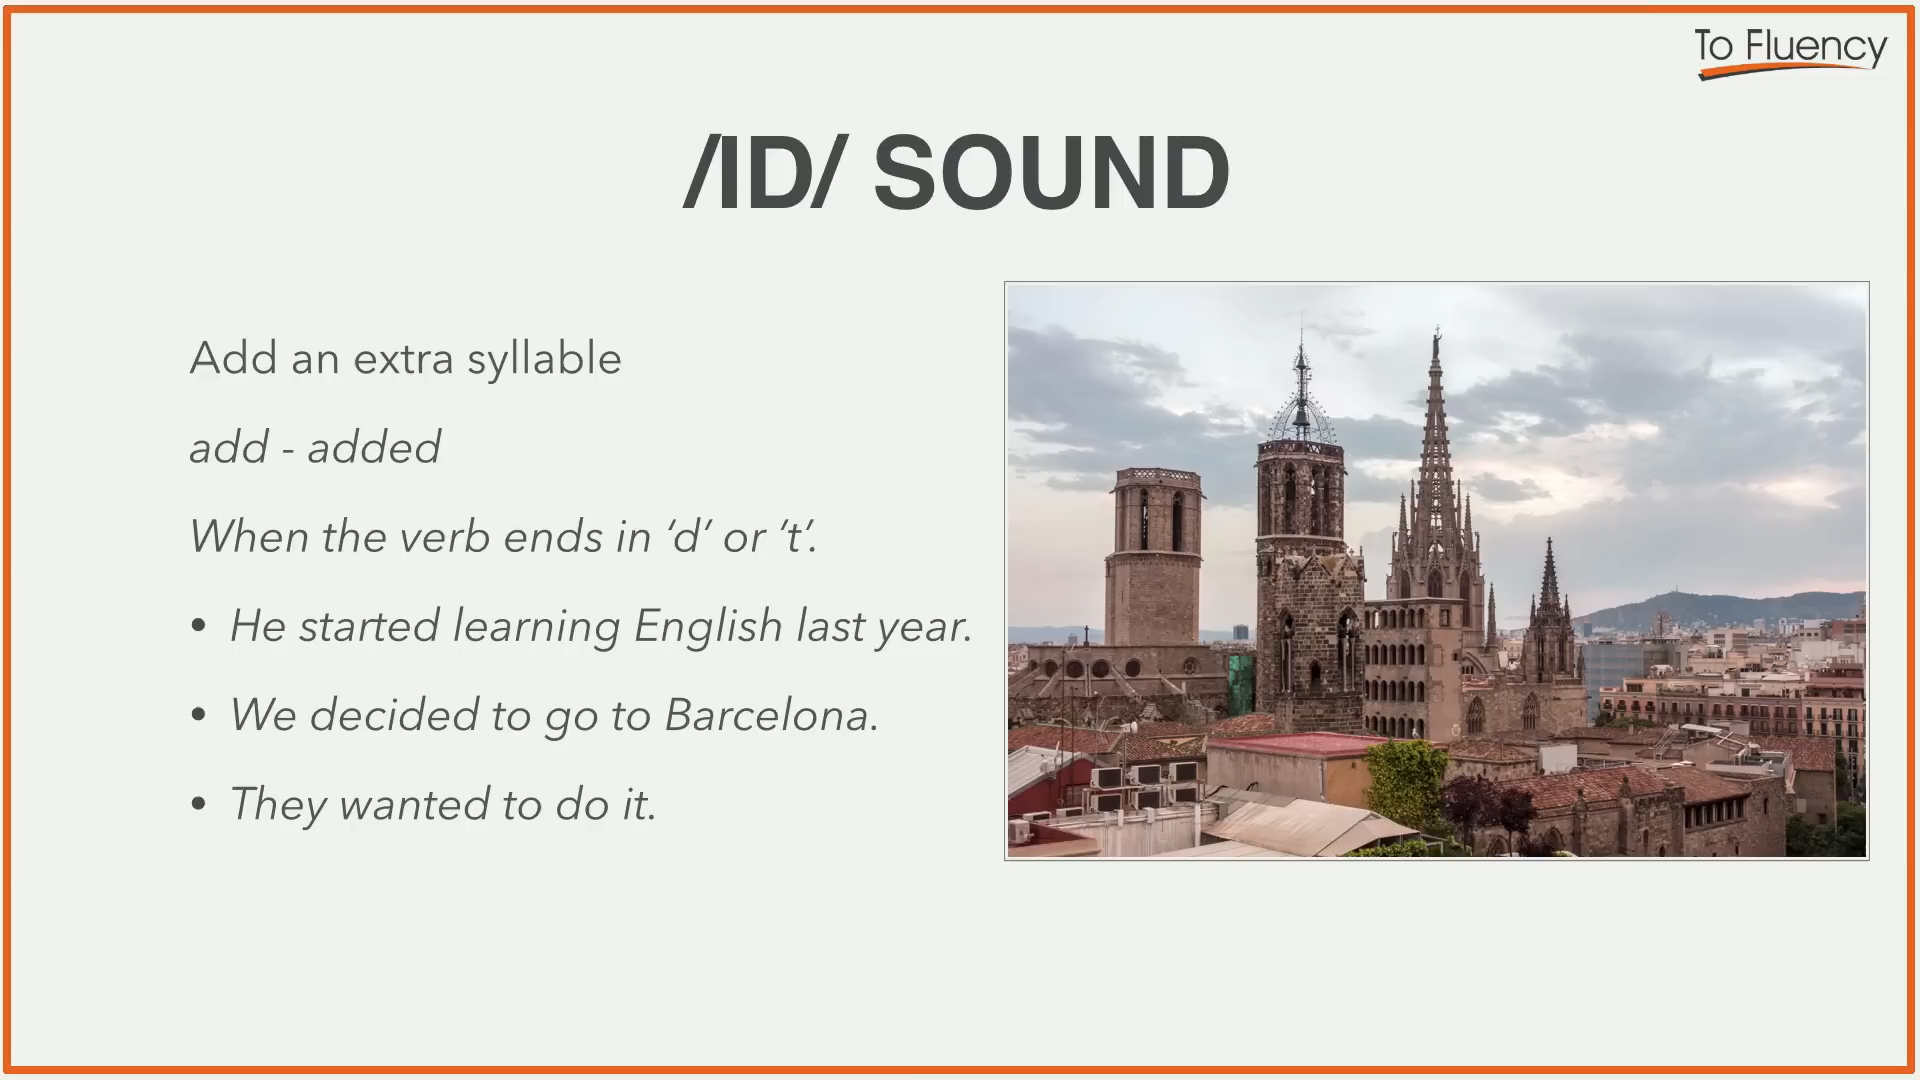 To Fluency
/ID/ SOUND
Add an extra syllable
add - added
When the verb ends in ‘d’ or ’t’.
• He started learning English last year.
• We decided to go to Barcelona.
• They wanted to do it.